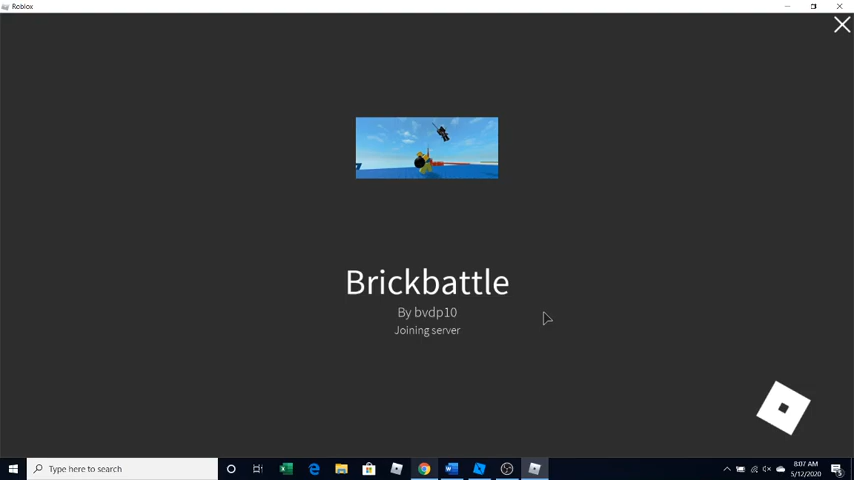 Roblox
Brickbattle
By bvdp10
Joining server
Type here to search
8:07 AM
5/12/2020